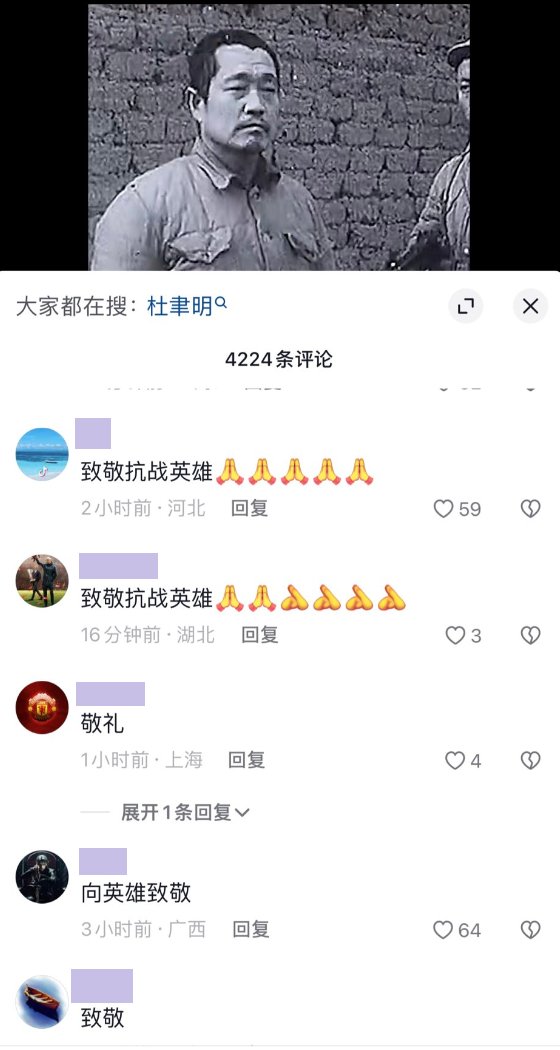 大家都在搜：杜聿明
4224条评论
致敬抗战英雄🙏🙏🙏🙏🙏
2小时前·河北 回复 59
致敬抗战英雄🙏🙏💪💪💪💪
16分钟前·湖北 回复 3
敬礼
1小时前·上海 回复 4
展开1条回复
向英雄致敬
3小时前·广西 回复 64
致敬